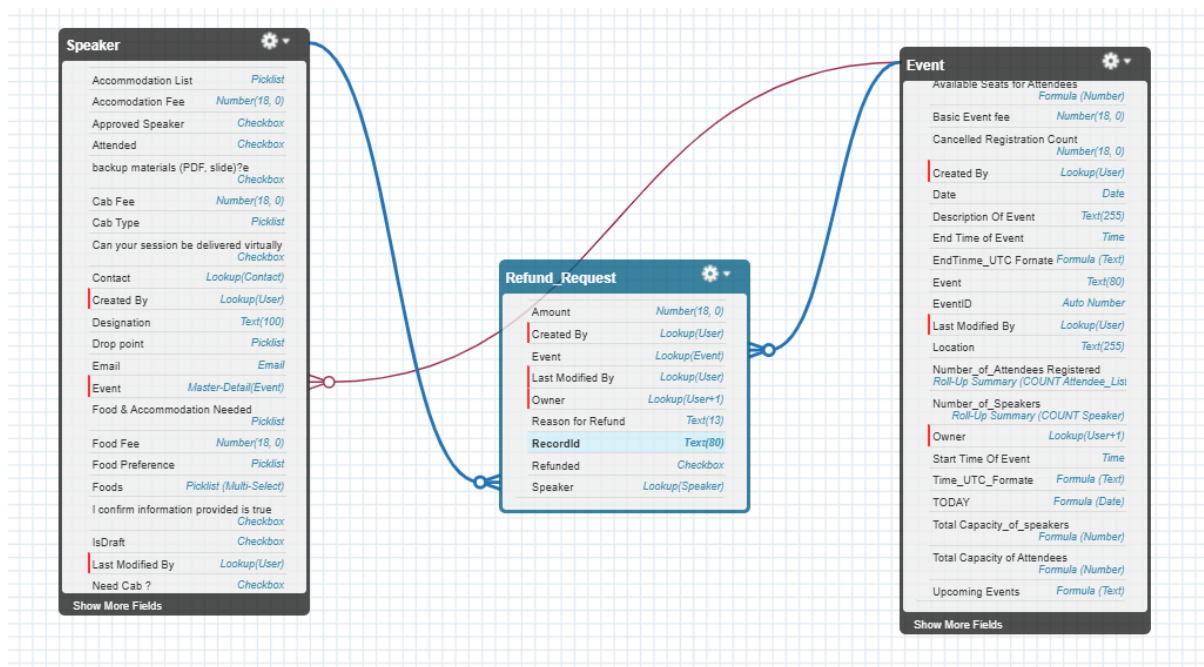 Speaker
Accommodation List Picklist
Accomodation Fee Number(18, 0)
Approved Speaker Checkbox
Attended Checkbox
backup materials (PDF, slide)?e
Checkbox
Cab Fee Number(18, 0)
Cab Type Picklist
Can your session be delivered virtually
Checkbox
Contact Lookup(Contact)
Created By Lookup(User)
Designation Text(100)
Drop point Picklist
Email Email
Event Master-Detail(Event)
Food & Accommodation Needed
Picklist
Food Fee Number(18, 0)
Food Preference Picklist
Foods Picklist (Multi-Select)
I confirm information provided is true
Checkbox
IsDraft Checkbox
Last Modified By Lookup(User)
Need Cab ? Checkbox
Show More Fields
Refund_Request
Amount Number(18, 0)
Created By Lookup(User)
Event Lookup(Event)
Last Modified By Lookup(User)
Owner Lookup(User+1)
Reason for Refund Text(13)
RecordId Text(80)
Refunded Checkbox
Speaker Lookup(Speaker)
Event
Available Seats for Attendees
Formula (Number)
Basic Event fee Number(18, 0)
Cancelled Registration Count
Number(18, 0)
Created By Lookup(User)
Date Date
Description Of Event Text(255)
End Time of Event Time
EndTinme_UTC Fornate Formula (Text)
Event Text(80)
EventID Auto Number
Last Modified By Lookup(User)
Location Text(255)
Number_of_Attendees Registered
Roll-Up Summary (COUNT Attendee_List
Number_of_Speakers
Roll-Up Summary (COUNT Speaker)
Owner Lookup(User+1)
Start Time Of Event Time
Time_UTC_Formate Formula (Text)
TODAY Formula (Date)
Total Capacity_of_speakers
Formula (Number)
Total Capacity of Attendees
Formula (Number)
Upcoming Events Formula (Text)
Show More Fields